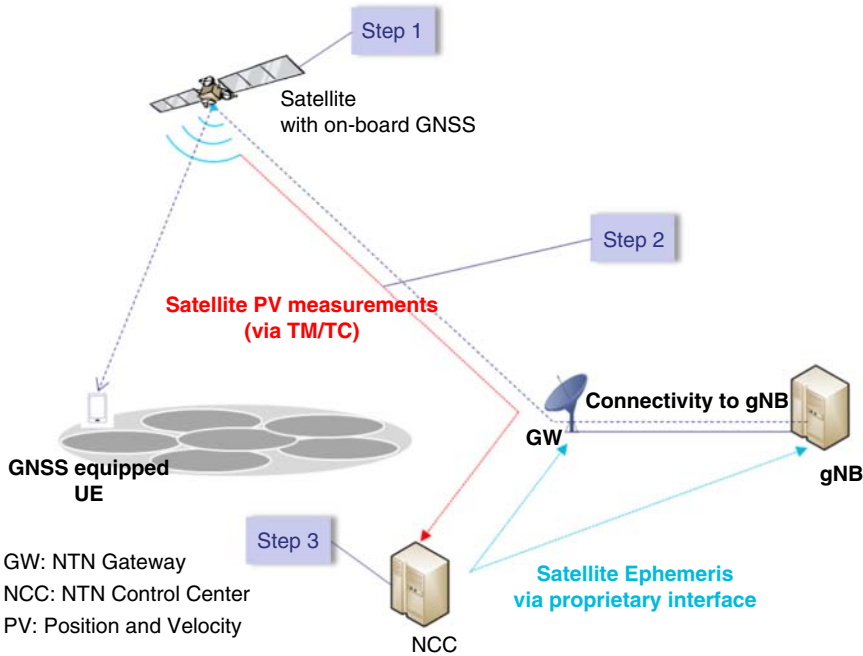 Step 1
Satellite
with on-board GNSS
Step 2
Satellite PV measurements
(via TM/TC)
Connectivity to gNB
GW
gNB
GNSS equipped
UE
Step 3
GW: NTN Gateway
NCC: NTN Control Center
PV: Position and Velocity
Satellite Ephemeris
via proprietary interface
NCC